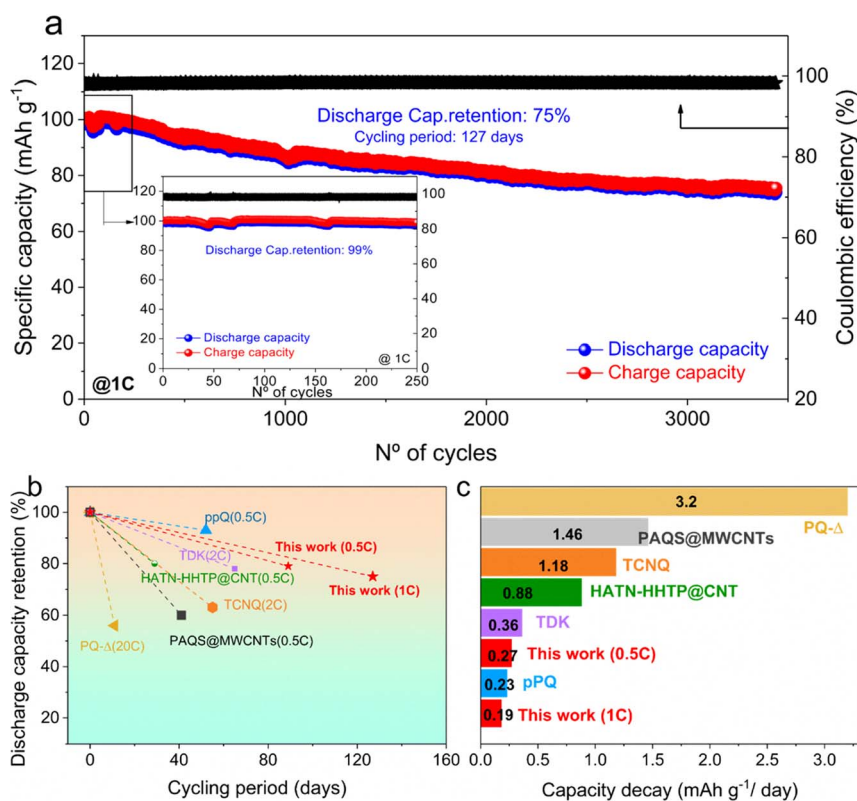 a
120
100
80
60
40
20
0
Specific capacity (mAh g⁻¹)
100
80
60
40
20
Coulombic efficiency (%)
Discharge Cap.retention: 75%
Cycling period: 127 days
120
100
80
60
40
20
0
100
80
60
40
20
0
Discharge Cap.retention: 99%
Discharge capacity
Charge capacity
@ 1C
0 50 100 150 200 250
Nº of cycles
@1C
Discharge capacity
Charge capacity
0 1000 2000 3000
Nº of cycles
b
Discharge capacity retention (%)
100
80
60
40
20
ppQ(0.5C)
This work (0.5C)
TDK(2C)
HATN-HHTP@CNT(0.5C)
This work (1C)
TCNQ(2C)
PAQS@MWCNTs(0.5C)
PQ-Δ(20C)
0 40 80 120 160
Cycling period (days)
c
3.2
PQ-Δ
1.46 PAQS@MWCNTs
1.18 TCNQ
0.88 HATN-HHTP@CNT
0.36 TDK
0.27 This work (0.5C)
0.23 pPQ
0.19 This work (1C)
0.0 0.5 1.0 1.5 2.0 2.5 3.0
Capacity decay (mAh g⁻¹/ day)